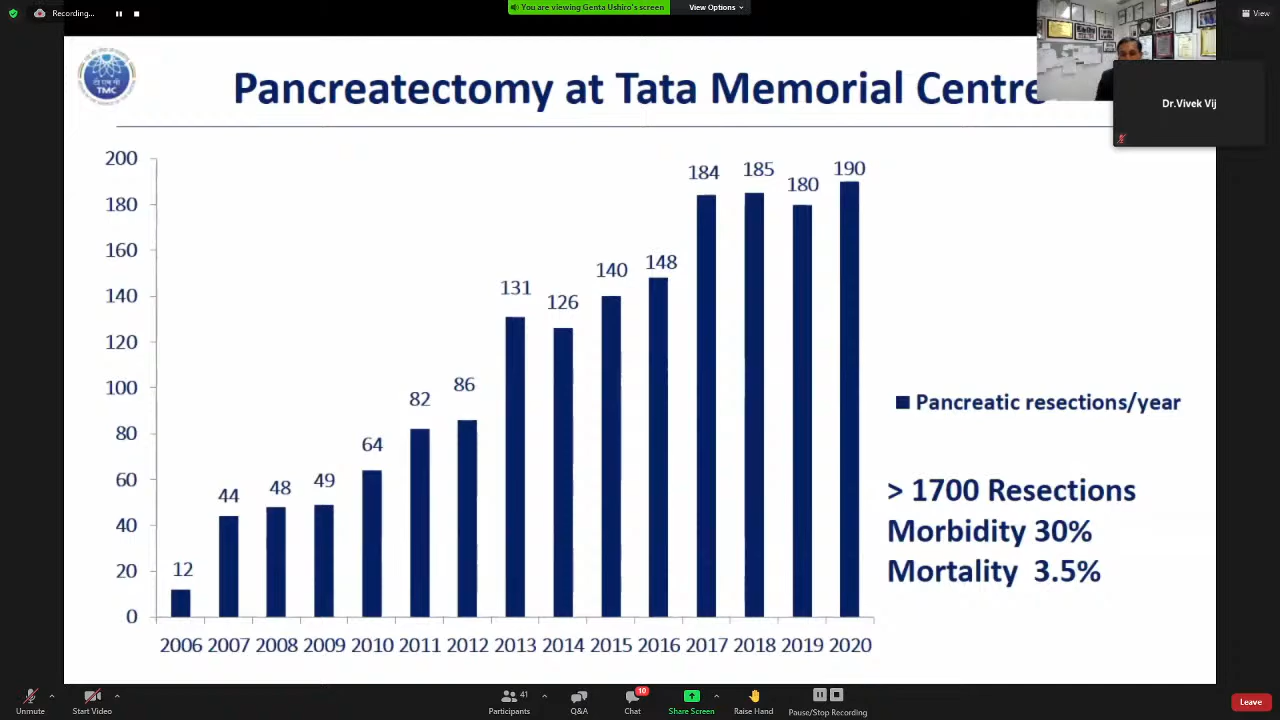 Recording...
You are viewing Genta Ushiro's screen
View Options
View
TMC
Pancreatectomy at Tata Memorial Centre
Dr.Vivek Vij
200
180
160
140
120
100
80
60
40
20
0
12
44
48
49
64
82
86
131
126
140
148
184
185
180
190
2006 2007 2008 2009 2010 2011 2012 2013 2014 2015 2016 2017 2018 2019 2020
Pancreatic resections/year
> 1700 Resections
Morbidity 30%
Mortality 3.5%
Unmute
Start Video
41
Participants
Q&A
10
Chat
Share Screen
Raise Hand
Pause/Stop Recording
Leave